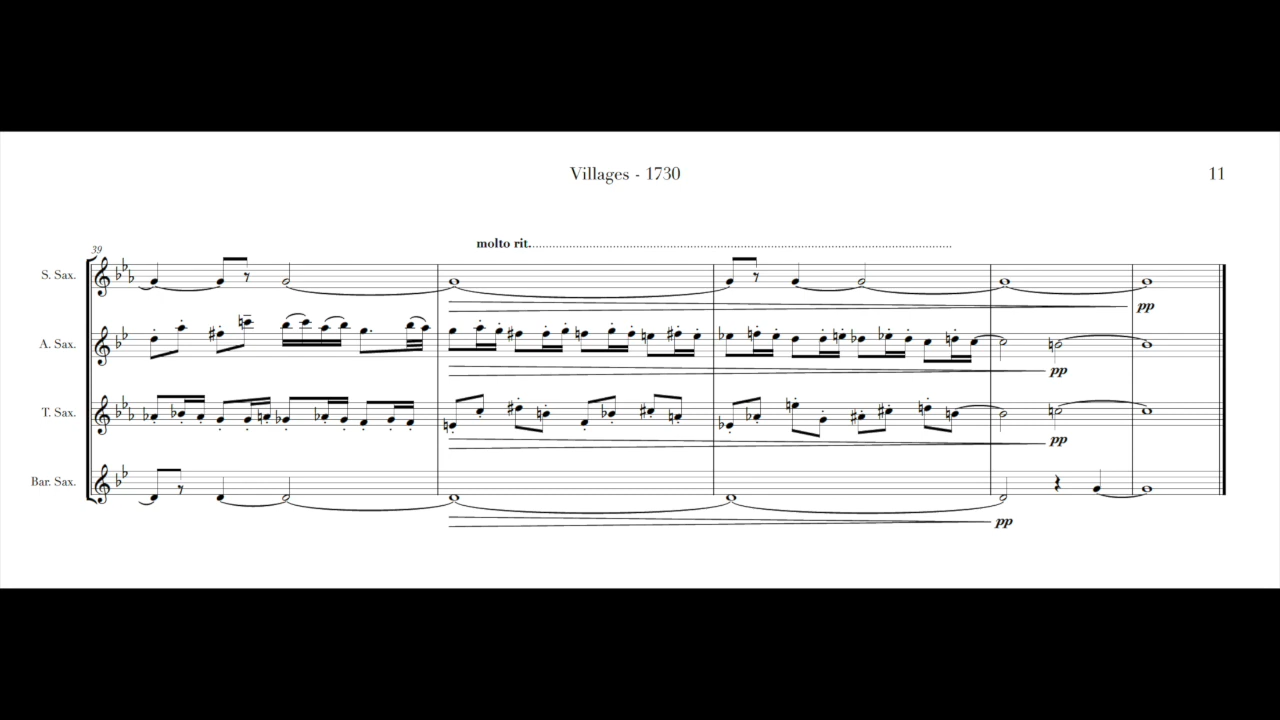 Villages - 1730
11
molto rit.
39
S. Sax.
pp
A. Sax.
pp
T. Sax.
pp
Bar. Sax.
pp